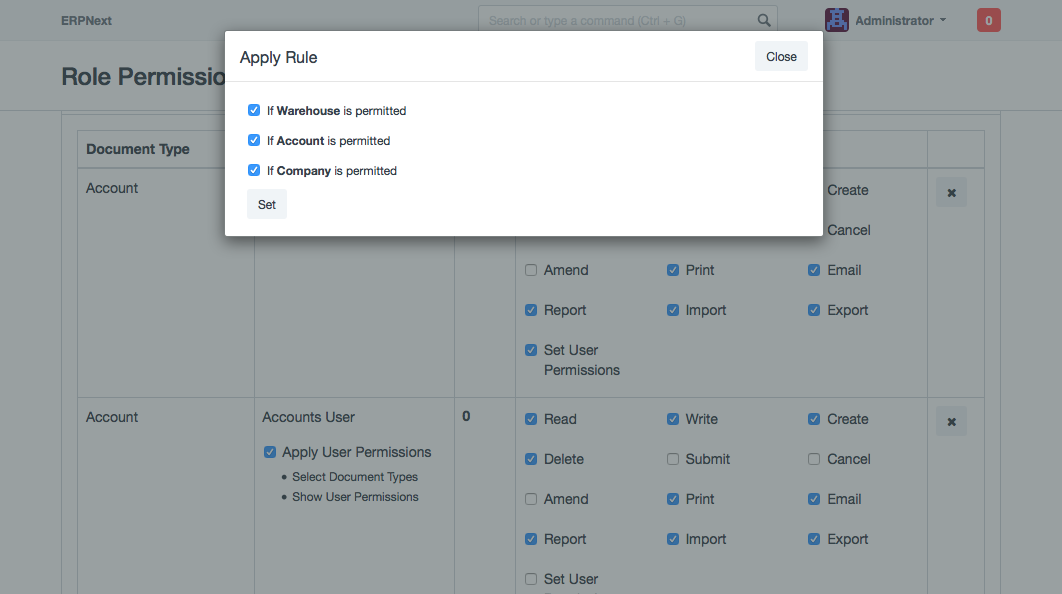 ERPNext
Search or type a command (Ctrl + G)
Administrator
0
Role Permissio
Apply Rule
Close
If Warehouse is permitted
If Account is permitted
If Company is permitted
Set
Document Type
Account
Create
Cancel
Amend Print Email
Report Import Export
Set User
Permissions
Account Accounts User 0 Read Write Create
Apply User Permissions
Delete Submit Cancel
Select Document Types
Show User Permissions
Amend Print Email
Report Import Export
Set User